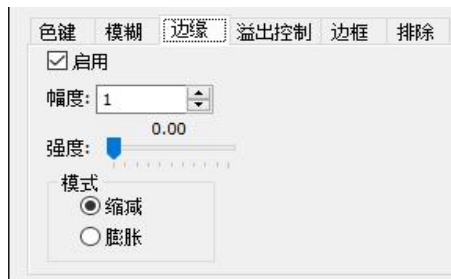 色键 模糊 边缘 溢出控制 边框 排除
启用
幅度: 1
0.00
强度:
模式
缩减
膨胀